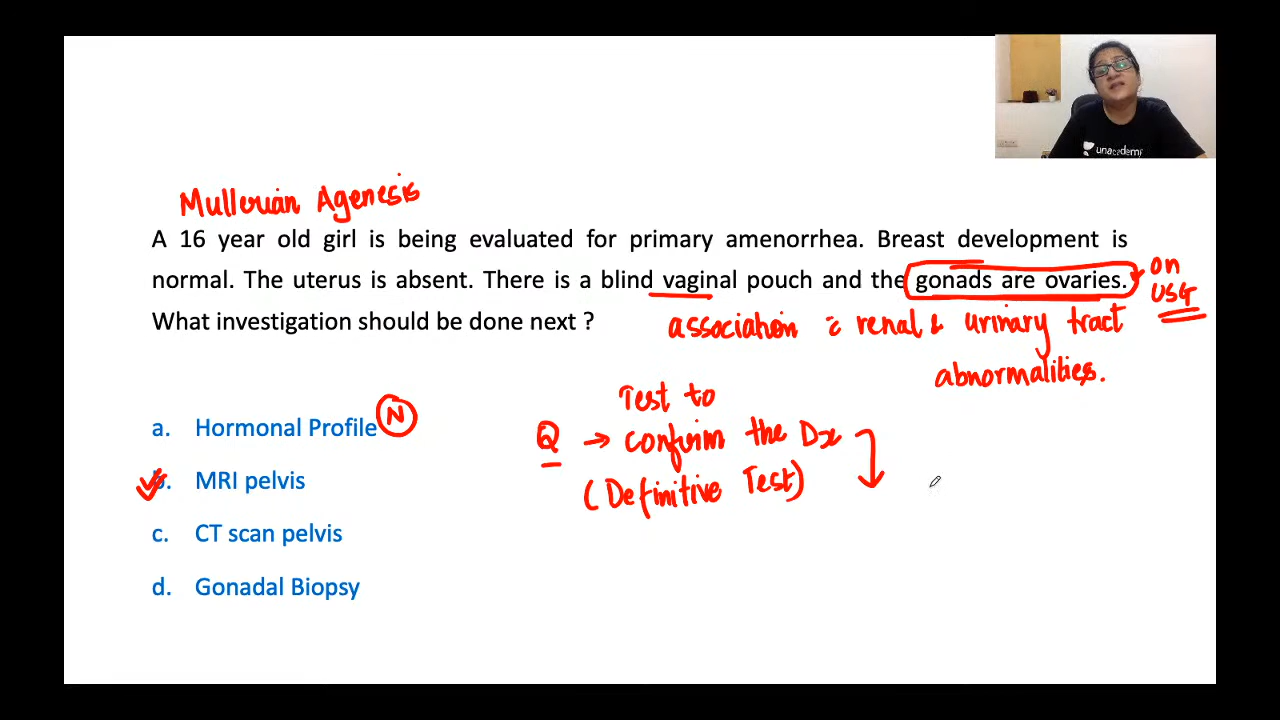 unacademy
Mullerian Agenesis
A 16 year old girl is being evaluated for primary amenorrhea. Breast development is
normal. The uterus is absent. There is a blind vaginal pouch and the gonads are ovaries.
on
USG
What investigation should be done next ?
association c renal & urinary tract
abnormalities.
a. Hormonal Profile N
b. MRI pelvis
c. CT scan pelvis
d. Gonadal Biopsy
Test to
Q → confirm the Dx
(Definitive Test)